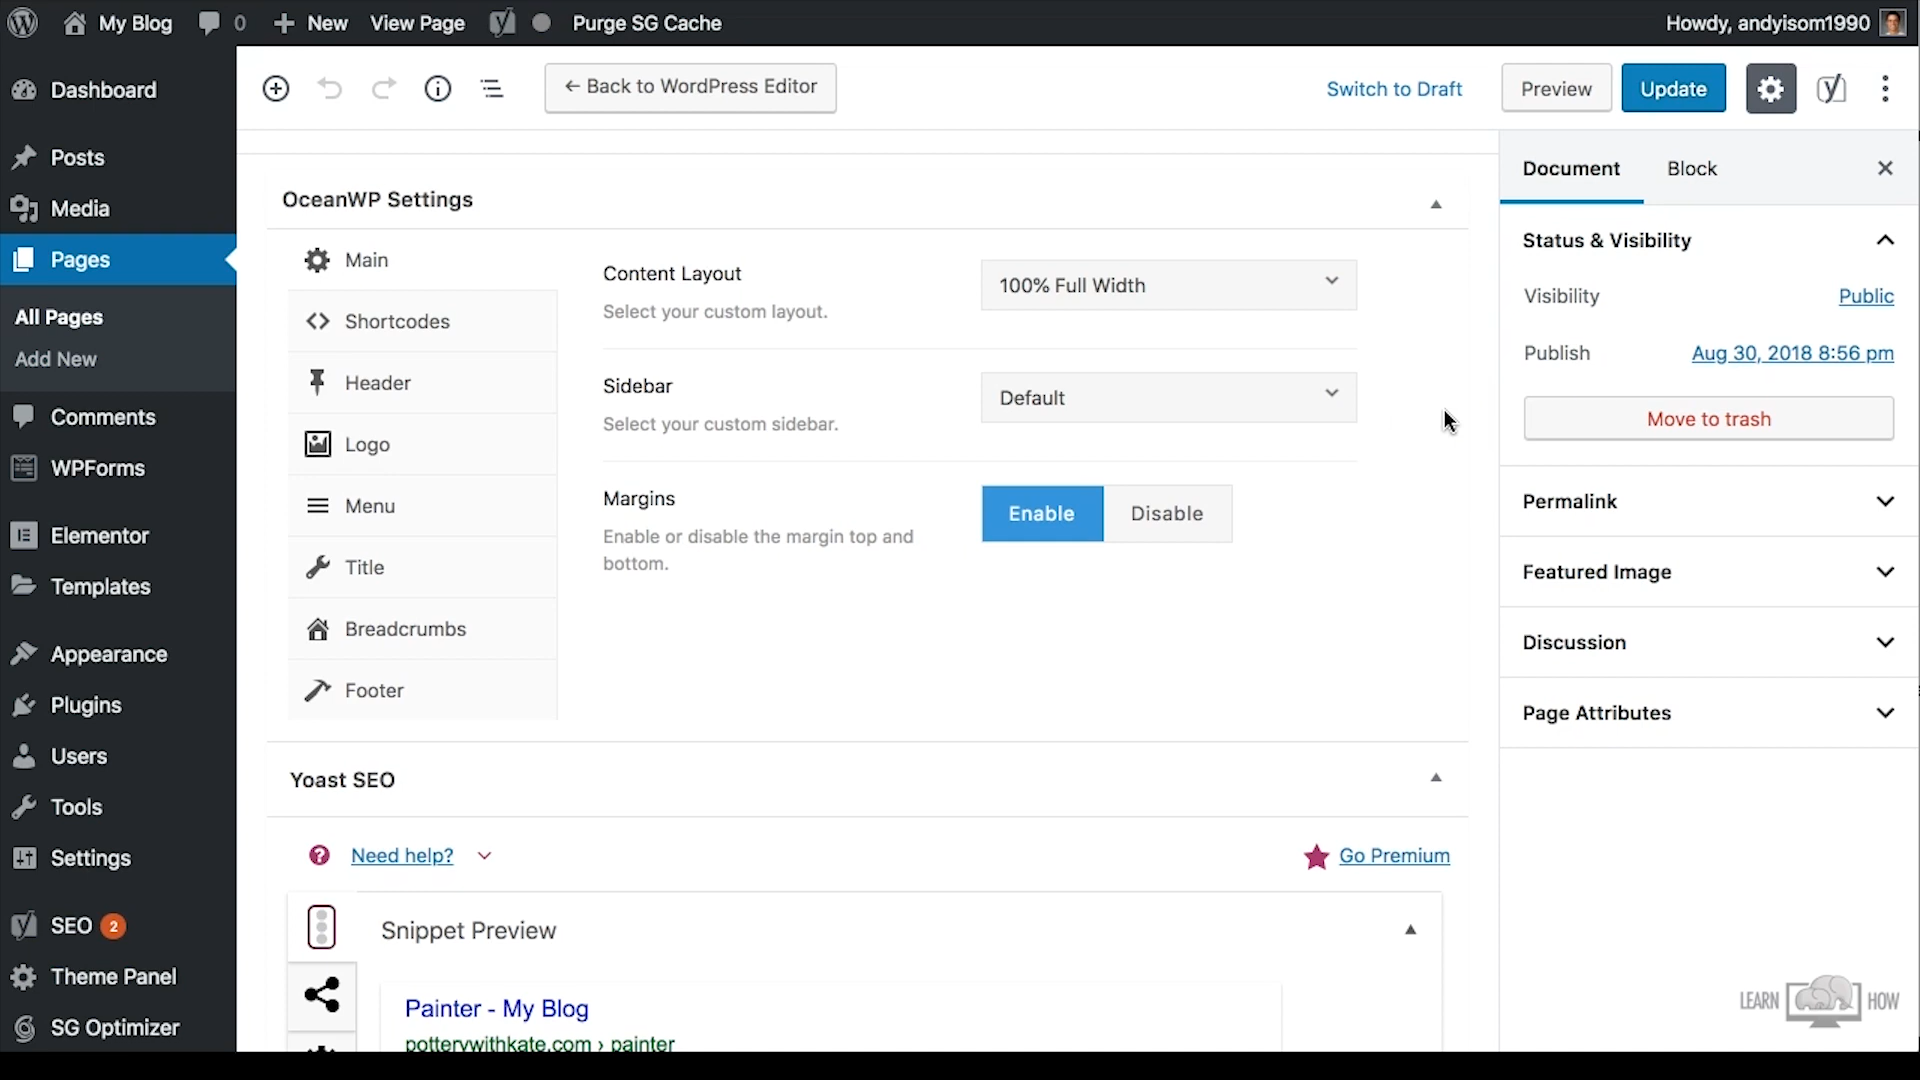 My Blog 0 New View Page Purge SG Cache Howdy, andyisom1990
Dashboard
Posts
Media
Pages
All Pages
Add New
Comments
WPForms
Elementor
Templates
Appearance
Plugins
Users
Tools
Settings
SEO 2
Theme Panel
SG Optimizer
← Back to WordPress Editor Switch to Draft Preview Update
OceanWP Settings
Main
Shortcodes
Header
Logo
Menu
Title
Breadcrumbs
Footer
Content Layout 100% Full Width
Select your custom layout.
Sidebar Default
Select your custom sidebar.
Margins Enable Disable
Enable or disable the margin top and
bottom.
Yoast SEO
Need help? Go Premium
Snippet Preview
Painter - My Blog
potterywithkate.com › painter
Document Block
Status & Visibility
Visibility Public
Publish Aug 30, 2018 8:56 pm
Move to trash
Permalink
Featured Image
Discussion
Page Attributes
LEARN HOW